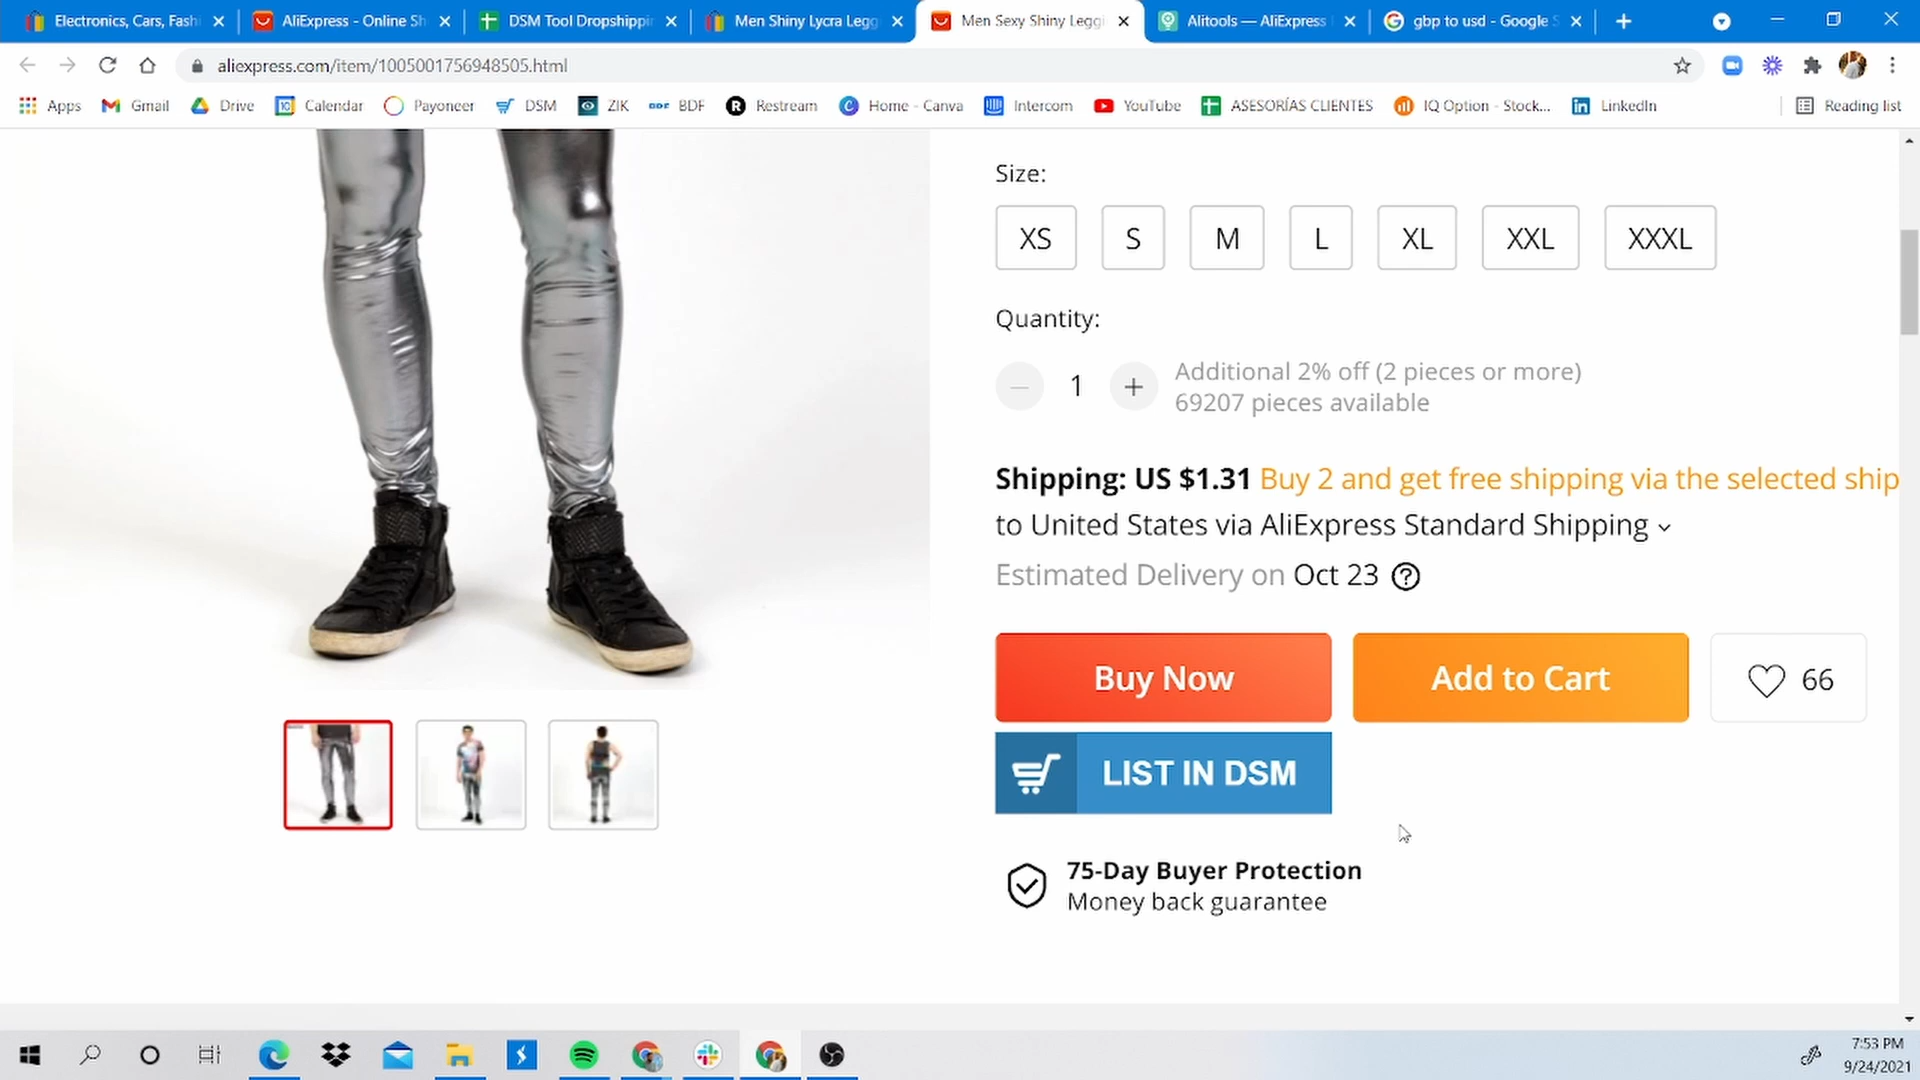 Electronics, Cars, Fashi
AliExpress - Online Sh
DSM Tool Dropshippin
Men Shiny Lycra Legg
Men Sexy Shiny Leggi
Alitools — AliExpress
gbp to usd - Google S
aliexpress.com/item/1005001756948505.html
Apps
Gmail
Drive
Calendar
Payoneer
DSM
ZIK
BDF
Restream
Home - Canva
Intercom
YouTube
ASESORÍAS CLIENTES
IQ Option - Stock...
LinkedIn
Reading list
Size:
XS
S
M
L
XL
XXL
XXXL
Quantity:
1
Additional 2% off (2 pieces or more)
69207 pieces available
Shipping: US $1.31 Buy 2 and get free shipping via the selected ship
to United States via AliExpress Standard Shipping
Estimated Delivery on Oct 23
Buy Now
Add to Cart
66
LIST IN DSM
75-Day Buyer Protection
Money back guarantee
7:53 PM
9/24/2021